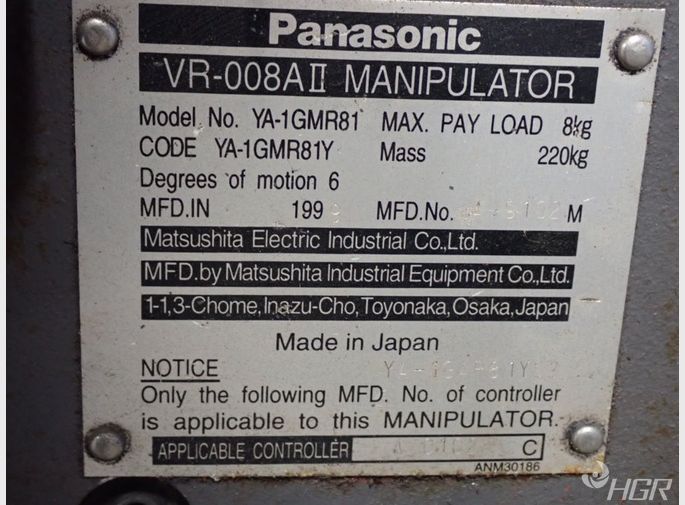 Panasonic
VR-008AII MANIPULATOR
Model No. YA-1GMR81 MAX. PAY LOAD 8kg
CODE YA-1GMR81Y Mass 220kg
Degrees of motion 6
MFD.IN 199 MFD.No. M
Matsushita Electric Industrial Co.,Ltd.
MFD.by Matsushita Industrial Equipment Co.,Ltd.
1-1,3-Chome,Inazu-Cho,Toyonaka,Osaka,Japan
Made in Japan
NOTICE
Only the following MFD. No. of controller
is applicable to this MANIPULATOR.
APPLICABLE CONTROLLER C
ANM30186
HGR